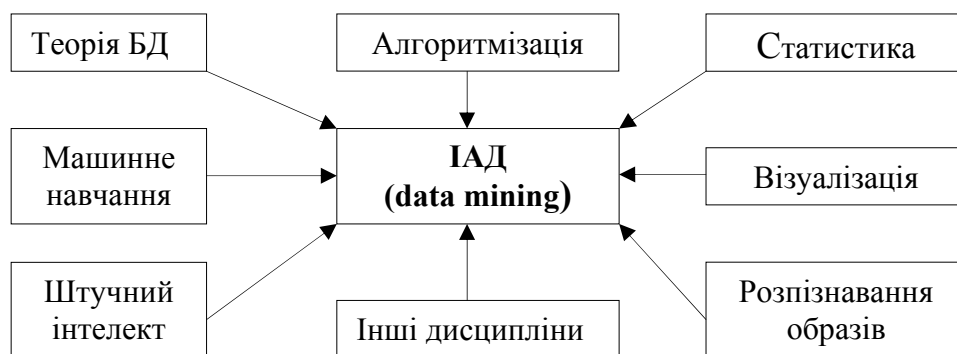 Теорія БД
Алгоритмізація
Статистика
Машинне
навчання
ІАД
(data mining)
Візуалізація
Штучний
інтелект
Інші дисципліни
Розпізнавання
образів